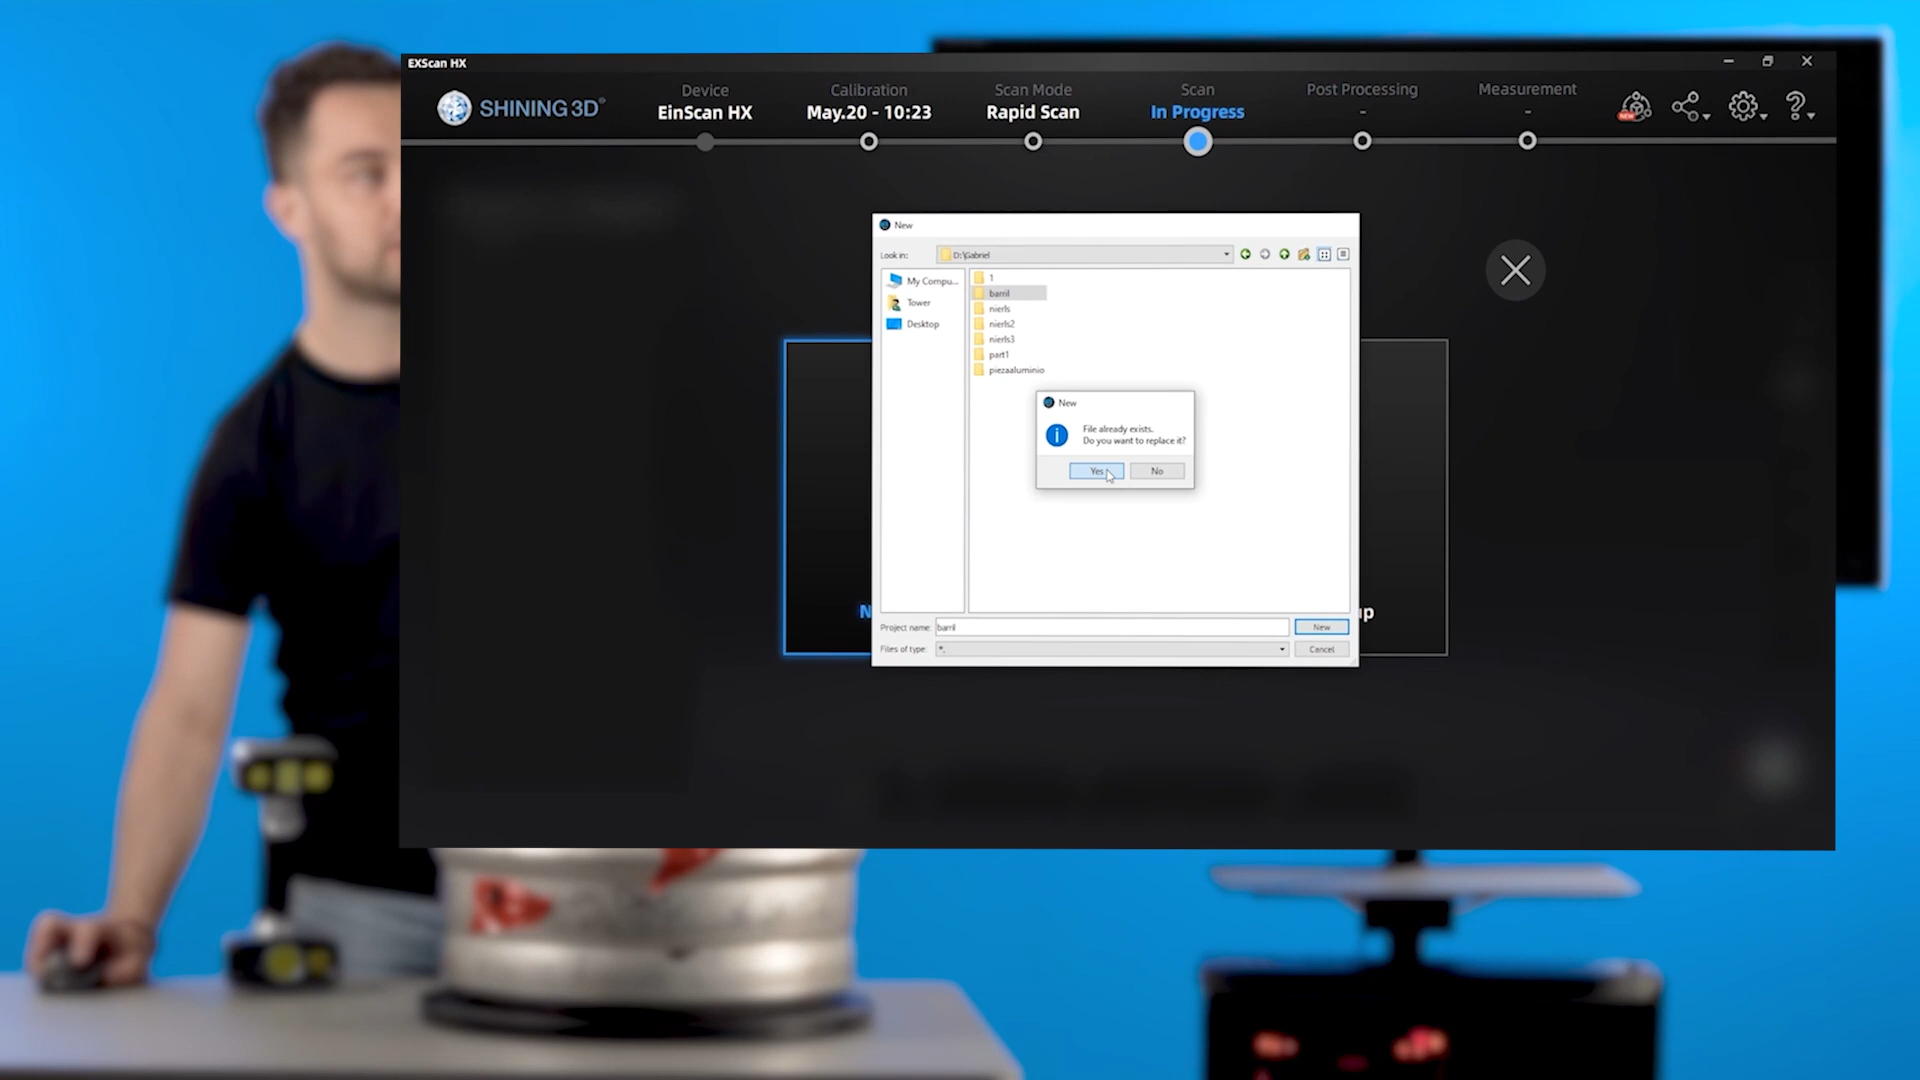 EXScan HX
SHINING 3D®
Device
EinScan HX
Calibration
May.20 - 10:23
Scan Mode
Rapid Scan
Scan
In Progress
Post Processing
-
Measurement
-
NEW
New
Look in:
D:\Gabriel
My Compu...
Tower
Desktop
1
barril
nierls
nierls2
nierls3
part1
piezaaluminio
New
File already exists.
Do you want to replace it?
Yes
No
N
up
Project name:
barril
New
Files of type:
*.
Cancel